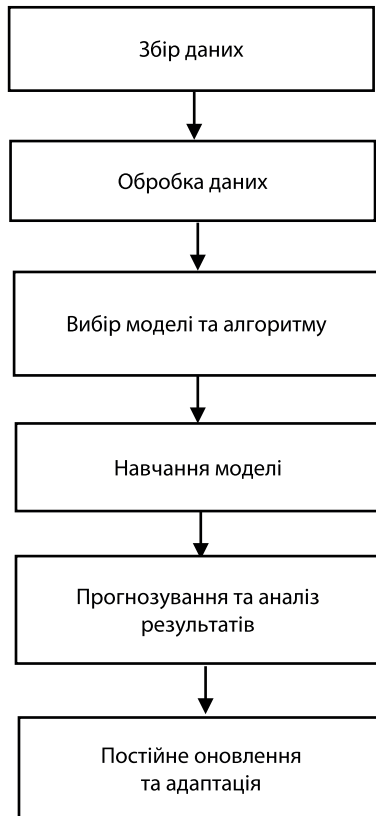 Збір даних
Обробка даних
Вибір моделі та алгоритму
Навчання моделі
Прогнозування та аналіз
результатів
Постійне оновлення
та адаптація